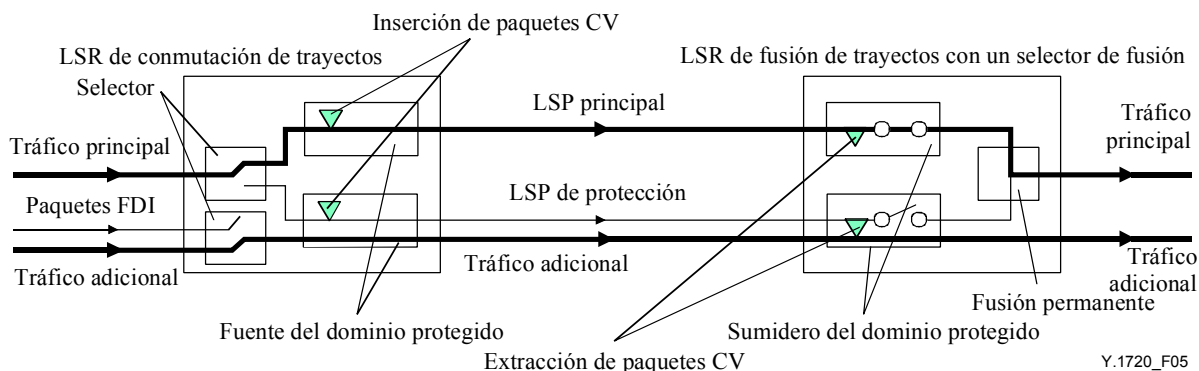 Inserción de paquetes CV
LSR de conmutación de trayectos
LSR de fusión de trayectos con un selector de fusión
Selector
LSP principal
Tráfico principal
Tráfico
principal
Paquetes FDI
LSP de protección
Tráfico adicional
Tráfico adicional
Tráfico
adicional
Fusión permanente
Fuente del dominio protegido
Sumidero del dominio protegido
Extracción de paquetes CV
Y.1720_F05